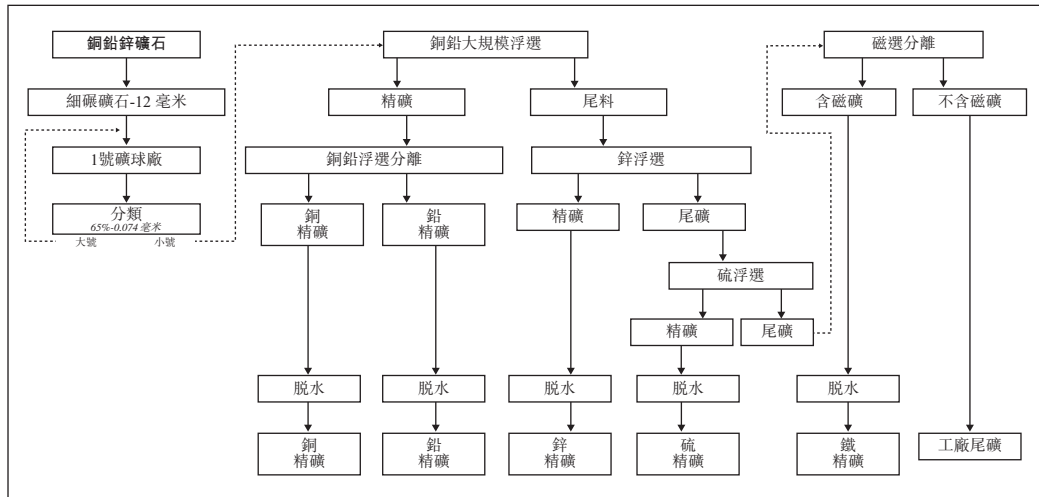 銅鉛鋅礦石
細碾礦石-12 毫米
1號礦球廠
分類
65%-0.074 毫米
大號
小號
銅鉛大規模浮選
精礦
尾料
銅鉛浮選分離
鋅浮選
銅
精礦
鉛
精礦
精礦
尾礦
硫浮選
精礦
尾礦
磁選分離
含磁礦
不含磁礦
脫水
脫水
脫水
脫水
脫水
銅
精礦
鉛
精礦
鋅
精礦
硫
精礦
鐵
精礦
工廠尾礦